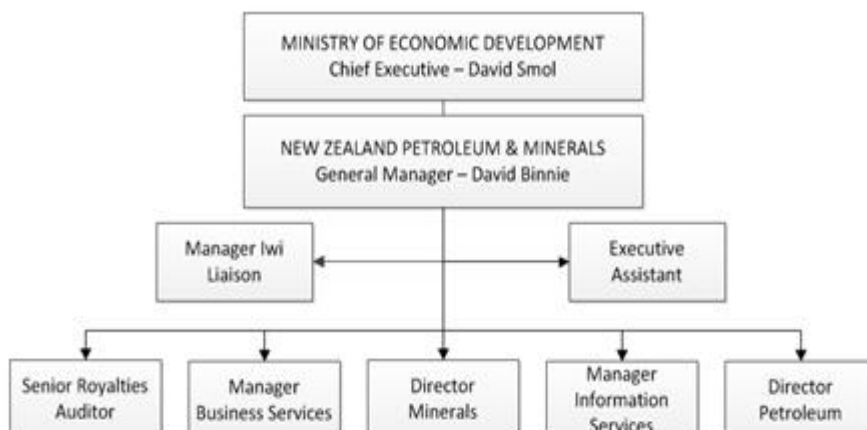 MINISTRY OF ECONOMIC DEVELOPMENT
Chief Executive – David Smol
NEW ZEALAND PETROLEUM & MINERALS
General Manager – David Binnie
Manager Iwi
Liaison
Executive
Assistant
Senior Royalties
Auditor
Manager
Business Services
Director
Minerals
Manager
Information
Services
Director
Petroleum